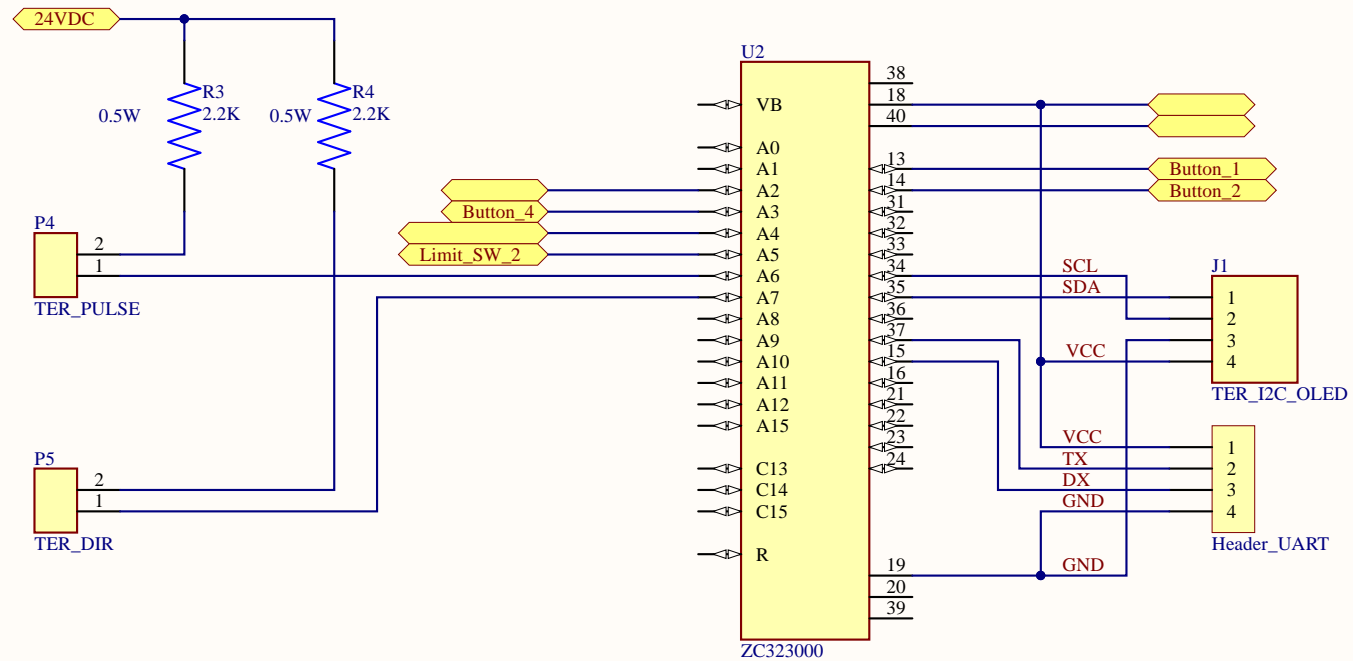 24VDC
R3
0.5W
2.2K
R4
0.5W
2.2K
P4
2
1
TER_PULSE
P5
2
1
TER_DIR
Button_4
Limit_SW_2
U2
VB
A0
A1
A2
A3
A4
A5
A6
A7
A8
A9
A10
A11
A12
A15
C13
C14
C15
R
38
18
40
13
14
31
32
33
34
35
36
37
15
16
21
22
23
24
19
20
39
ZC323000
Button_1
Button_2
SCL
SDA
VCC
J1
1
2
3
4
TER_I2C_OLED
VCC
TX
DX
GND
1
2
3
4
Header_UART
GND